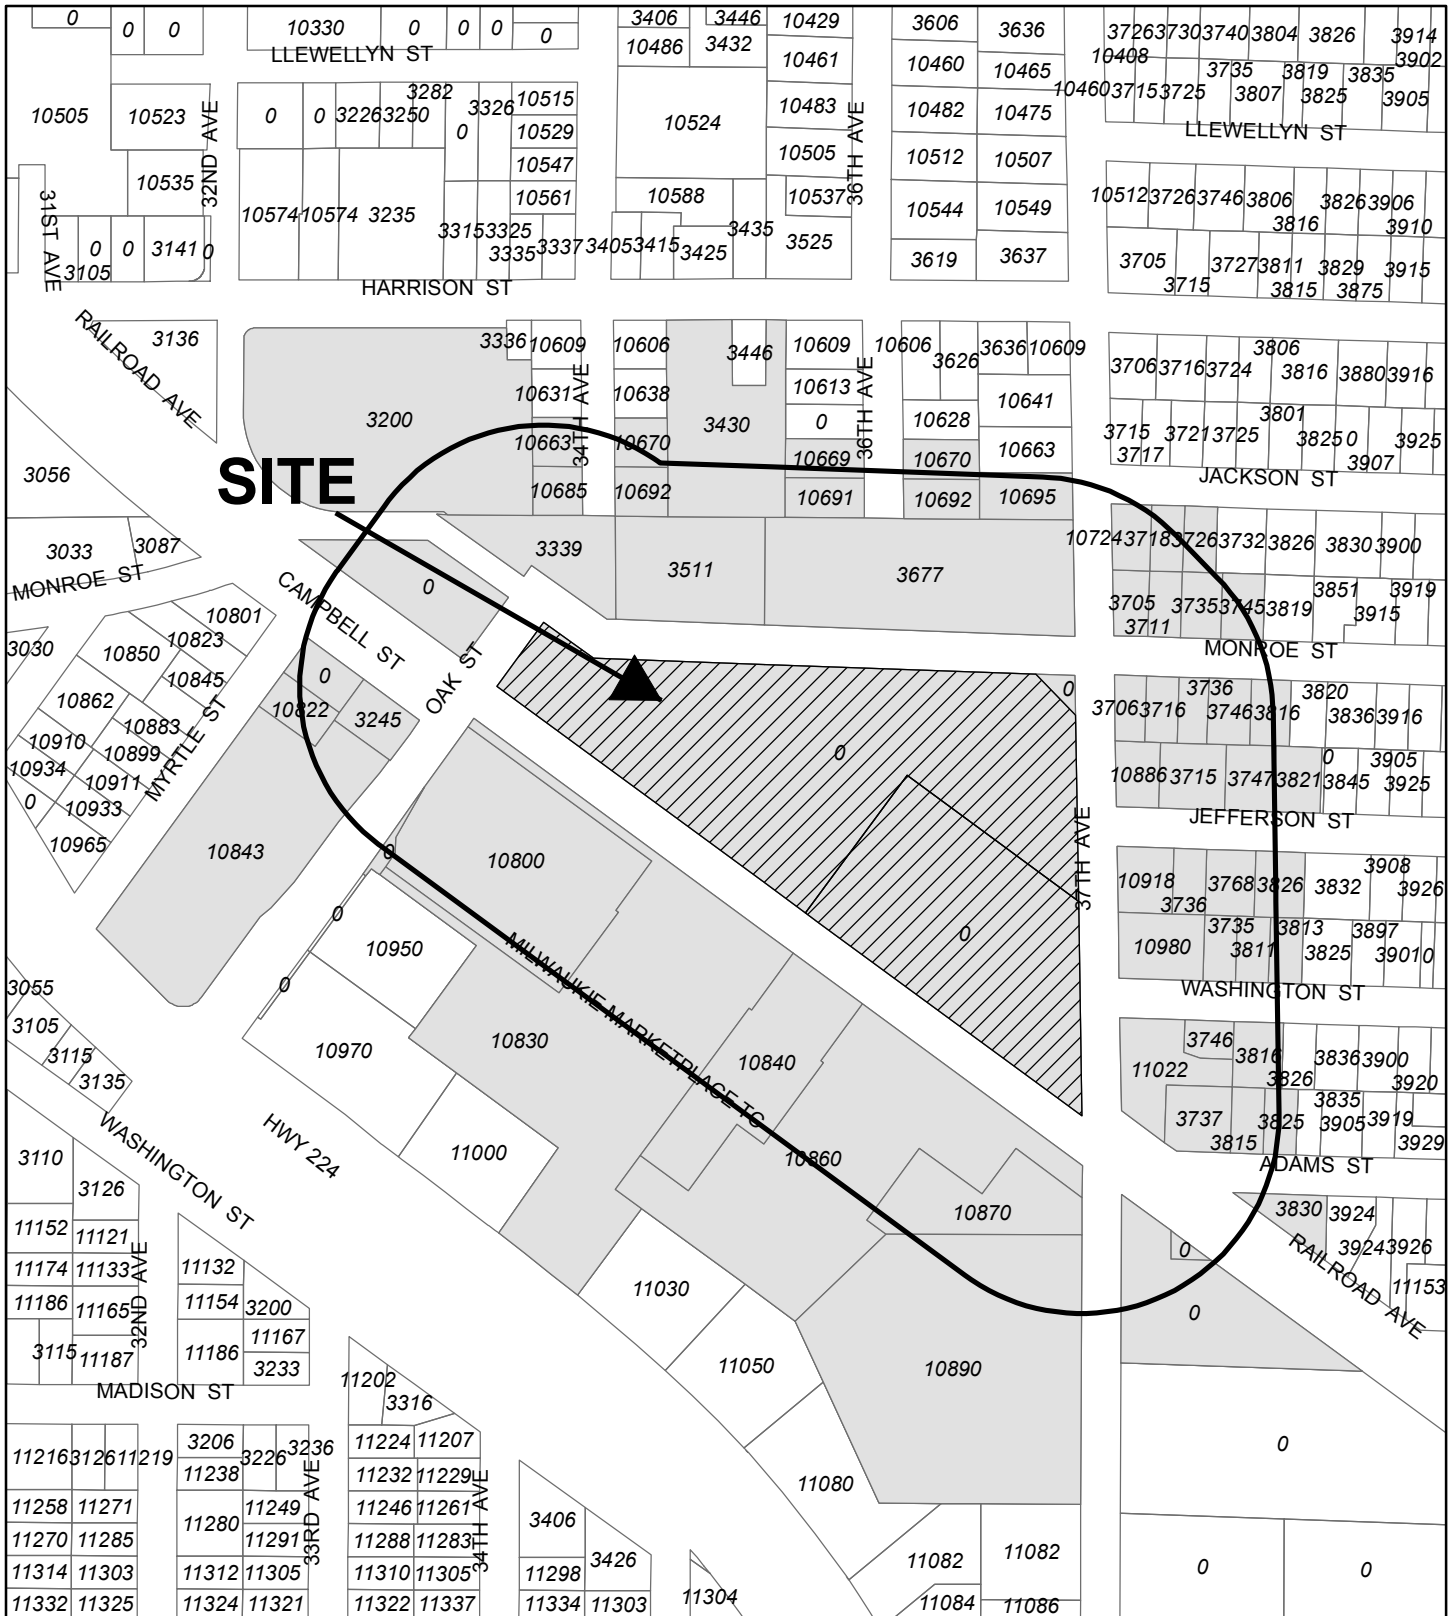 0 0 0 10330 0 0 0 0 3406 3446 10429 3606 3636 3726 3730 3740 3804 3826 3914
LLEWELLYN ST
10486 3432 10461 10460 10465 10408 3735 3819 3835 3902
10505 10523 0 0 3226 3250 3282 0 3326 10515 10524 10483 10482 10475 10460 3715 3725 3807 3825 3905
32ND AVE
36TH AVE
LLEWELLYN ST
10529
10547 10505 10512 10507
10535 10561 10588 10537 10512 3726 3746 3806 3826 3906
31ST AVE
10574 10574 3235 3315 3325 3335 3337 3405 3415 3425 3435 3525 10544 10549 3816 3910
0 0 3141 0 3619 3637 3705 3727 3811 3829 3915
3105 3715 3815 3875
HARRISON ST
RAILROAD AVE
3136 3336 10609 10606 3446 10609 10606 3626 3636 10609 3706 3716 3724 3806 3816 3880 3916
34TH AVE
36TH AVE
10631 10638 10613 10641
3200 3430 0 10628 3715 3721 3725 3801 3825 0 3925
10663 10670 10669 10670 10663 3717 3907
JACKSON ST
3056
SITE
10685 10692 10691 10692 10695
3033 3087 3339 3511 3677 10724 3718 3726 3732 3826 3830 3900
MONROE ST
CAMPBELL ST
0
10801 3705 3735 3745 3819 3851 3919
3711 3915
MONROE ST
3030 10823 10850 10845
OAK ST
0 0 3736 3820
10862 10822 3245 3706 3716 3746 3816 3836 3916
10883
MYRTLE ST
10910 10899 0 0 3905
10934 10911 10886 3715 3747 3821 3845 3925
0 10933
JEFFERSON ST
10965 10843 0 10800
37TH AVE
3908
10918 3768 3826 3832 3926
3736
0 10950 0 3735 3813 3897
10980 3811 3825 39010
MILWAUKIE MARKETPLACE TC
WASHINGTON ST
3055 0
3105 10970 10830 10840 3746
3115 11022 3816 3836 3900
3135 3826 3920
WASHINGTON ST
HWY 224
3835
3737 3825 3905 3919
3815 3929
3110 11000 10860
ADAMS ST
3126 10870 3830 3924
11152 11121 0 3924 3926
RAILROAD AVE
32ND AVE
11174 11133 11132 11153
11186 11165 11154 3200 11030 0
11167
3115 11187 11186 3233 11050 10890
MADISON ST
11202 3316
11216 3126 11219 3206 3226 3236 11224 11207 0
33RD AVE
34TH AVE
11238 11232 11229 11080
11258 11271 11280 11249 11246 11261 3406
11270 11285 11291 11288 11283 3426 11082 11082
11314 11303 11312 11305 11310 11305 11298 0 0
11332 11325 11324 11321 11322 11337 11334 11303 11304 11084 11086